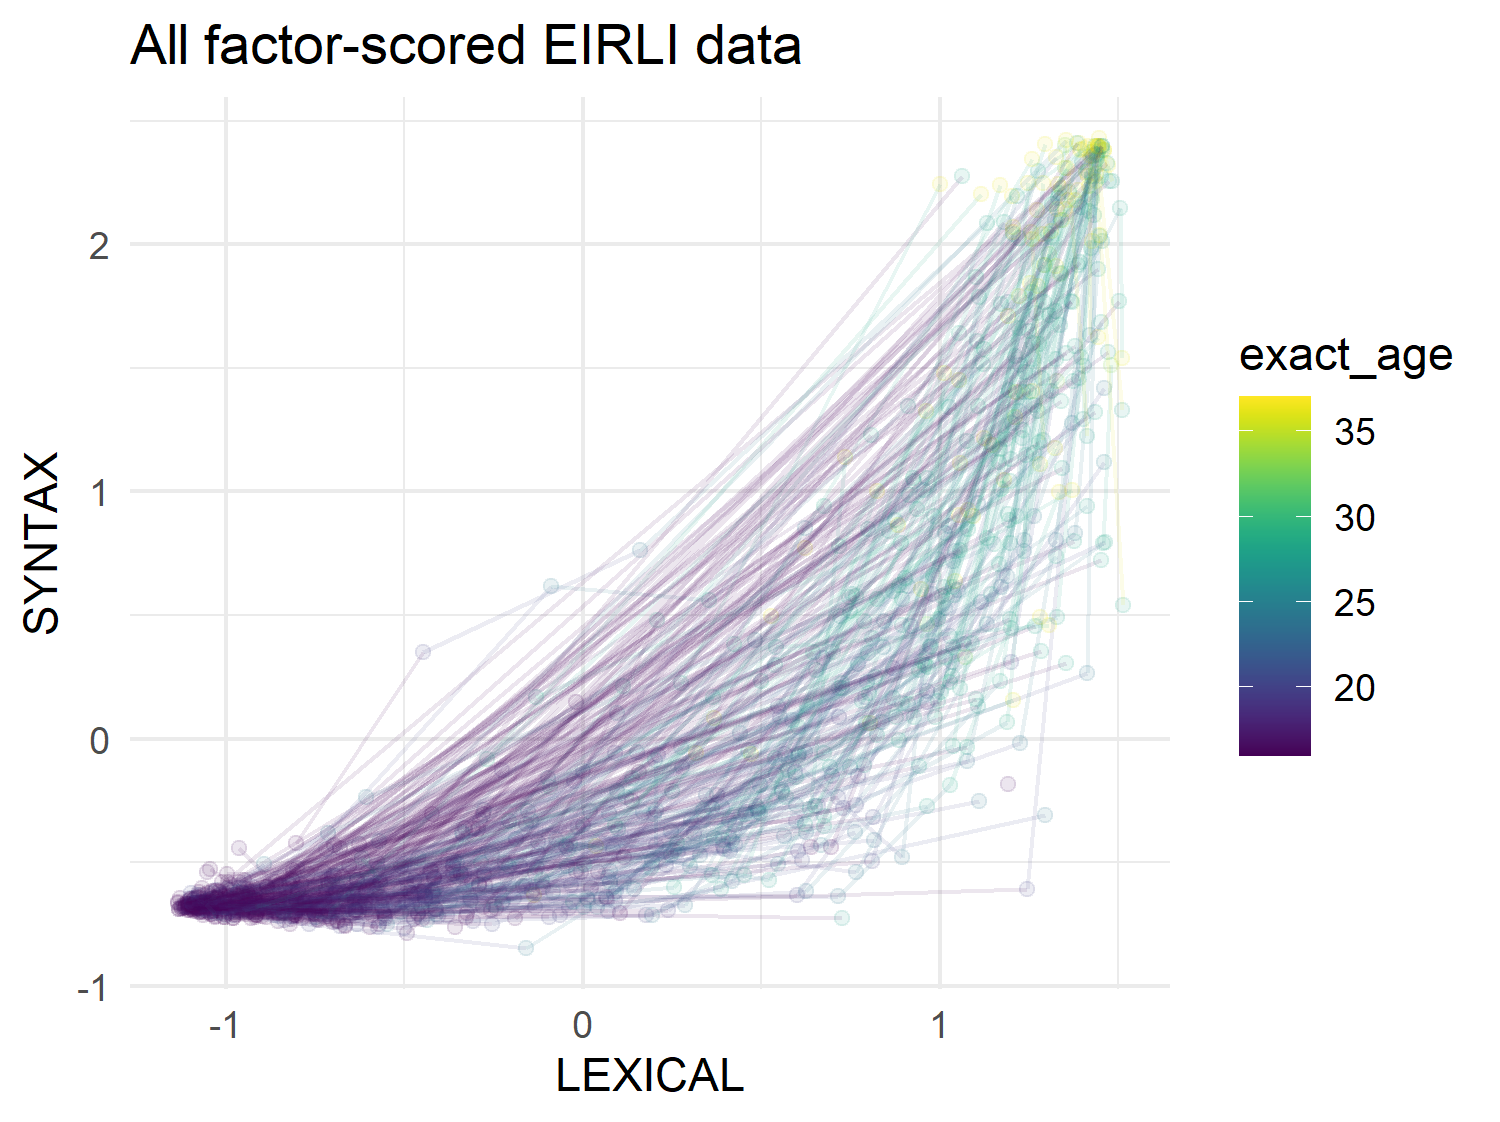 All factor-scored EIRLI data
SYNTAX
2
1
0
-1
-1
0
1
LEXICAL
exact_age
35
30
25
20